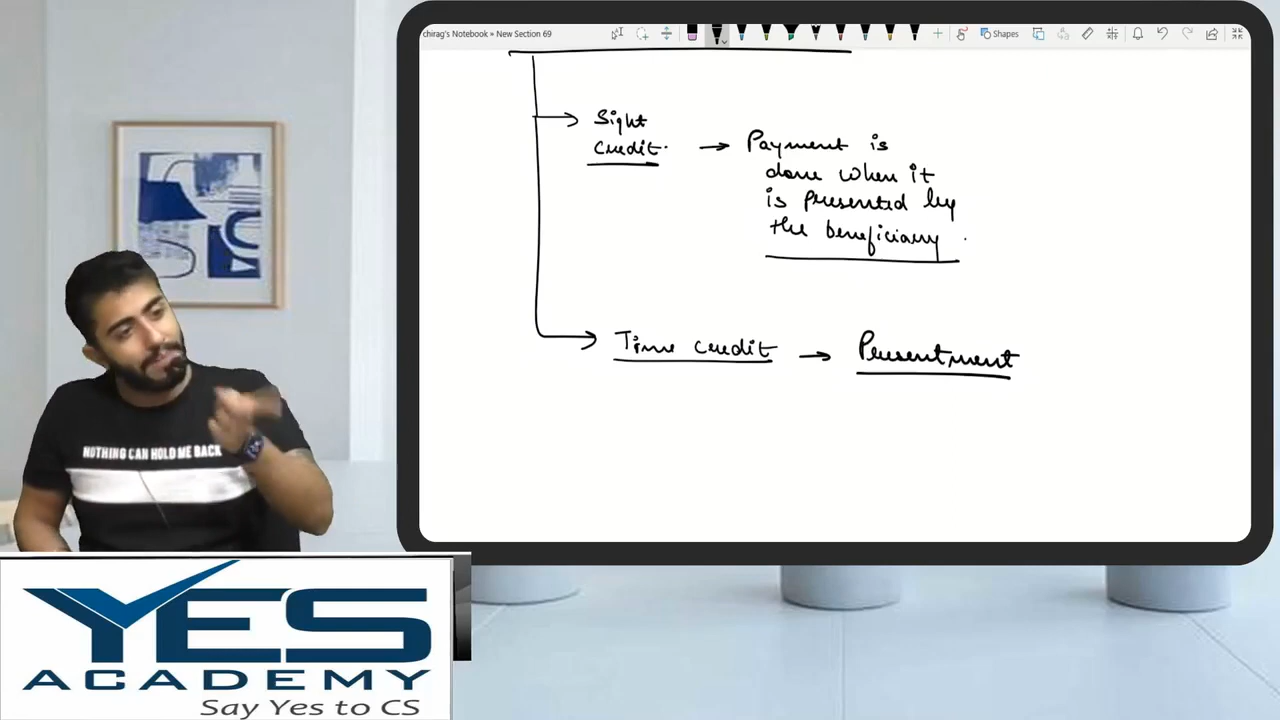 chirag's Notebook » New Section 69
Shapes
Sight
Credit.
→ Payment is
done when it
is presented by
the beneficiary.
Time credit → Presentment
NOTHING CAN HOLD ME BACK
YES
ACADEMY
Say Yes to CS